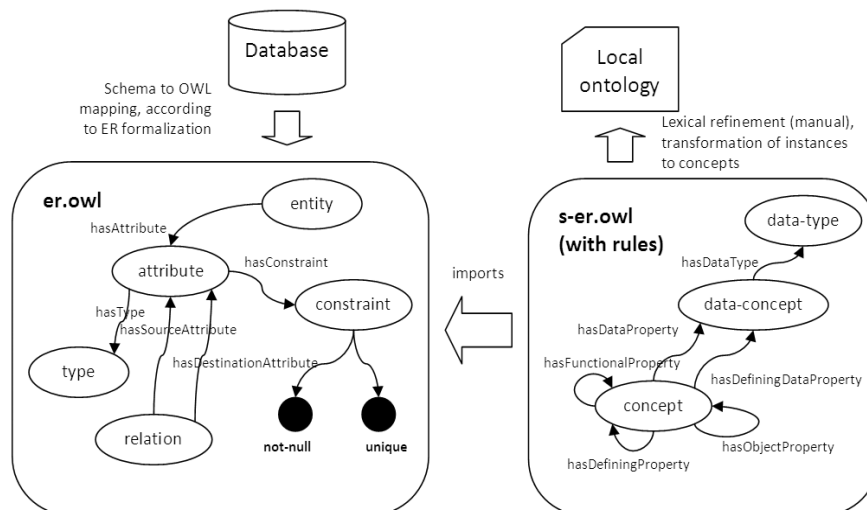 Database
Schema to OWL
mapping, according
to ER formalization
Local
ontology
Lexical refinement (manual),
transformation of instances
to concepts
er.owl
entity
hasAttribute
attribute
hasConstraint
constraint
hasType
hasSourceAttribute
hasDestinationAttribute
type
relation
not-null
unique
imports
s-er.owl
(with rules)
data-type
hasDataType
data-concept
hasDataProperty
hasFunctionalProperty
hasDefiningDataProperty
concept
hasObjectProperty
hasDefiningProperty